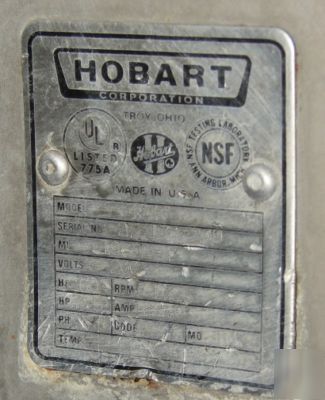 HOBART
CORPORATION
TROY, OHIO
UL R
LISTED
775A
Hobart
NSF TESTING LABORATORY
NSF
ANN ARBOR, MICH.
MADE IN U.S.A
MODEL
SERIAL NO
ML
VOLTS
HZ RPM
HP AMP
PH CODE MO
TEMP